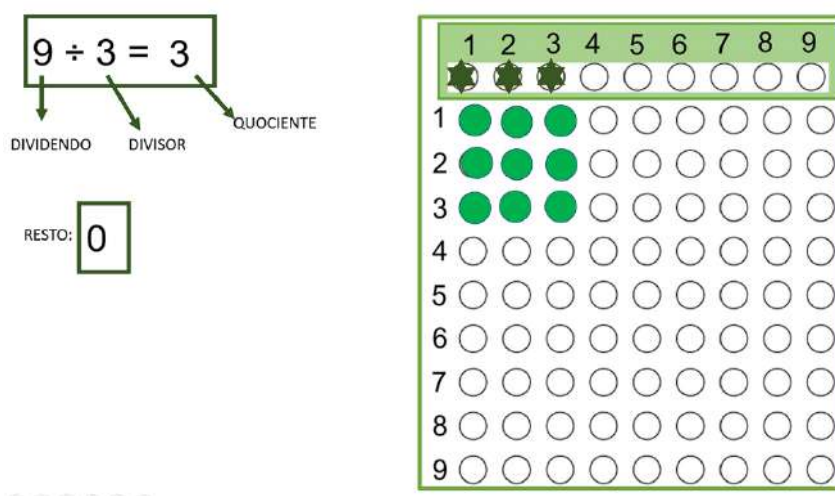 9 ÷ 3 = 3
DIVIDENDO
DIVISOR
QUOCIENTE
RESTO: 0
1 2 3 4 5 6 7 8 9
1
2
3
4
5
6
7
8
9